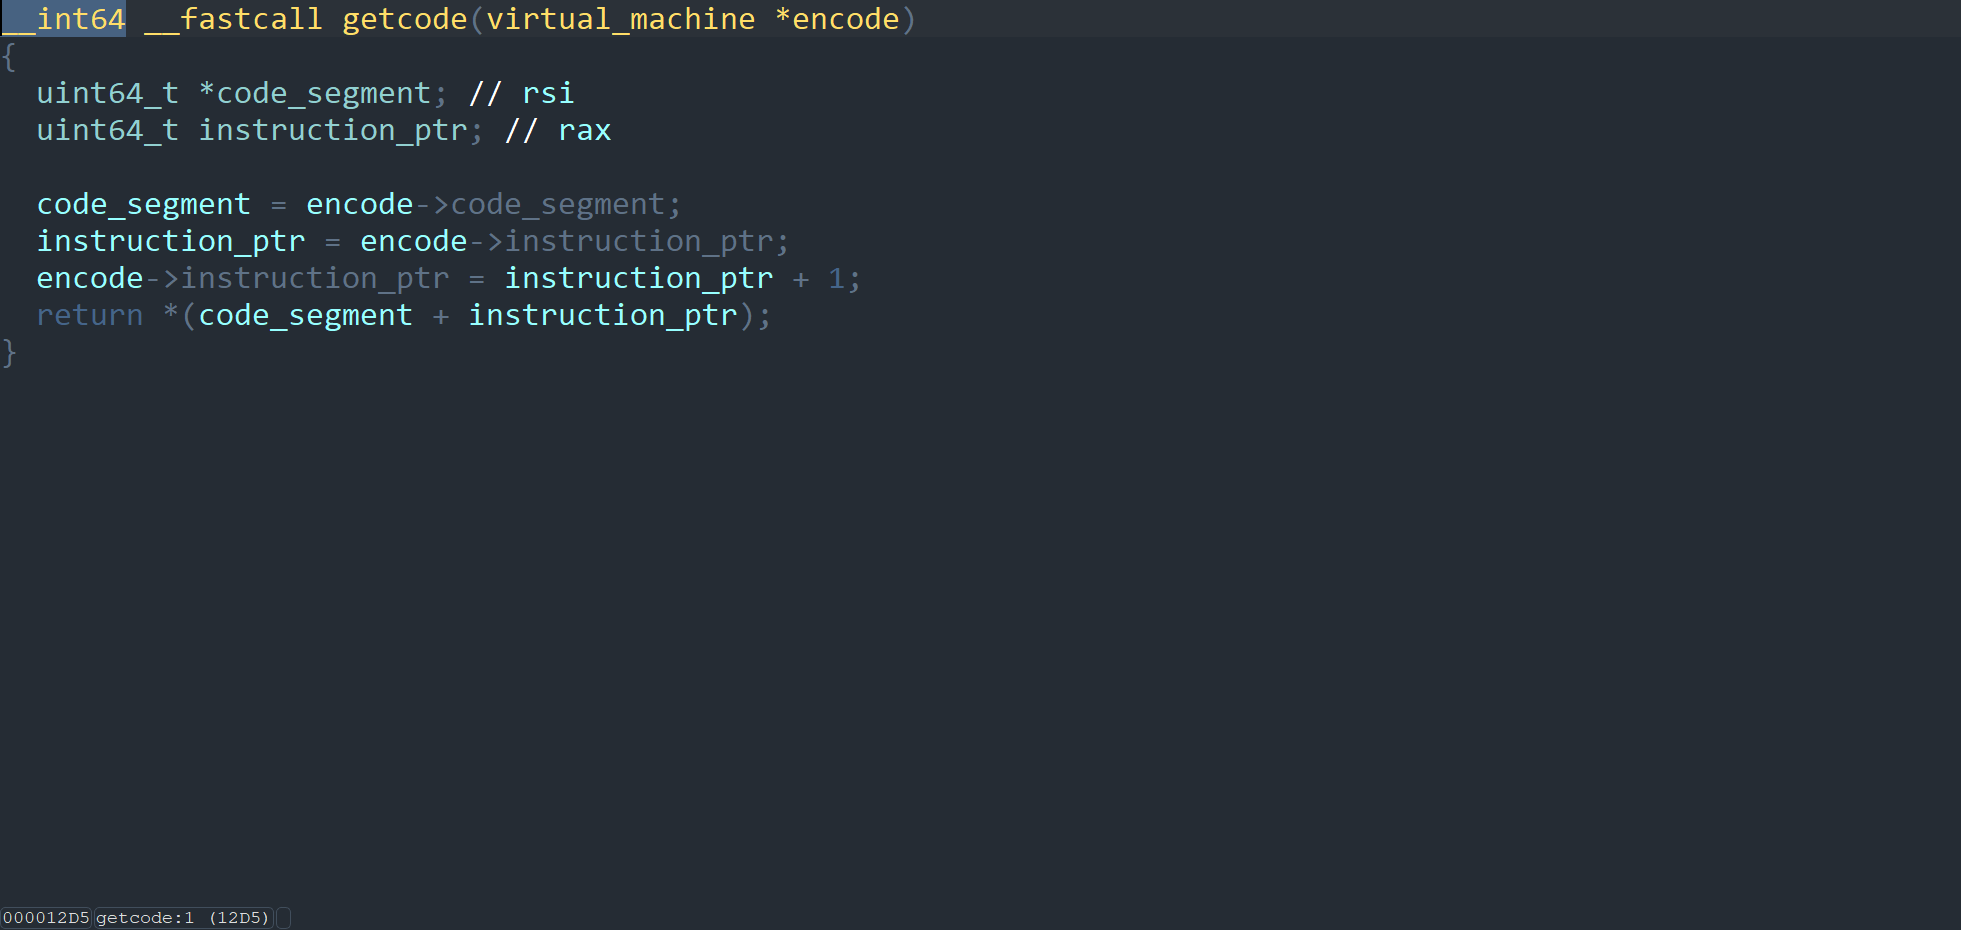 __int64 __fastcall getcode(virtual_machine *encode)
{
  uint64_t *code_segment; // rsi
  uint64_t instruction_ptr; // rax

  code_segment = encode->code_segment;
  instruction_ptr = encode->instruction_ptr;
  encode->instruction_ptr = instruction_ptr + 1;
  return *(code_segment + instruction_ptr);
}
000012D5 getcode:1 (12D5)